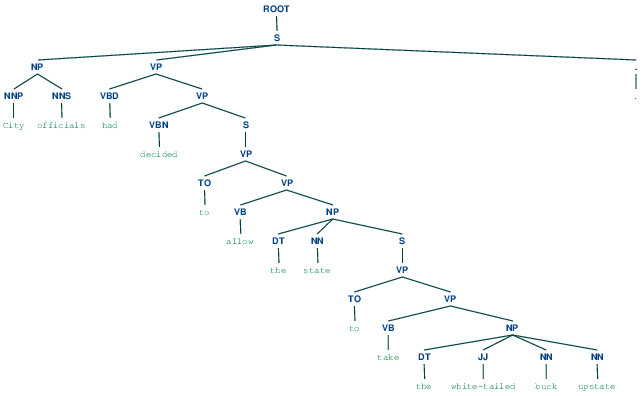 ROOT
S
NP VP .
NNP NNS VBD VP .
City officials had VBN S
decided VP
TO VP
to VB NP
allow DT NN S
the state VP
TO VP
to VB NP
take DT JJ NN NN
the white-tailed buck upstate